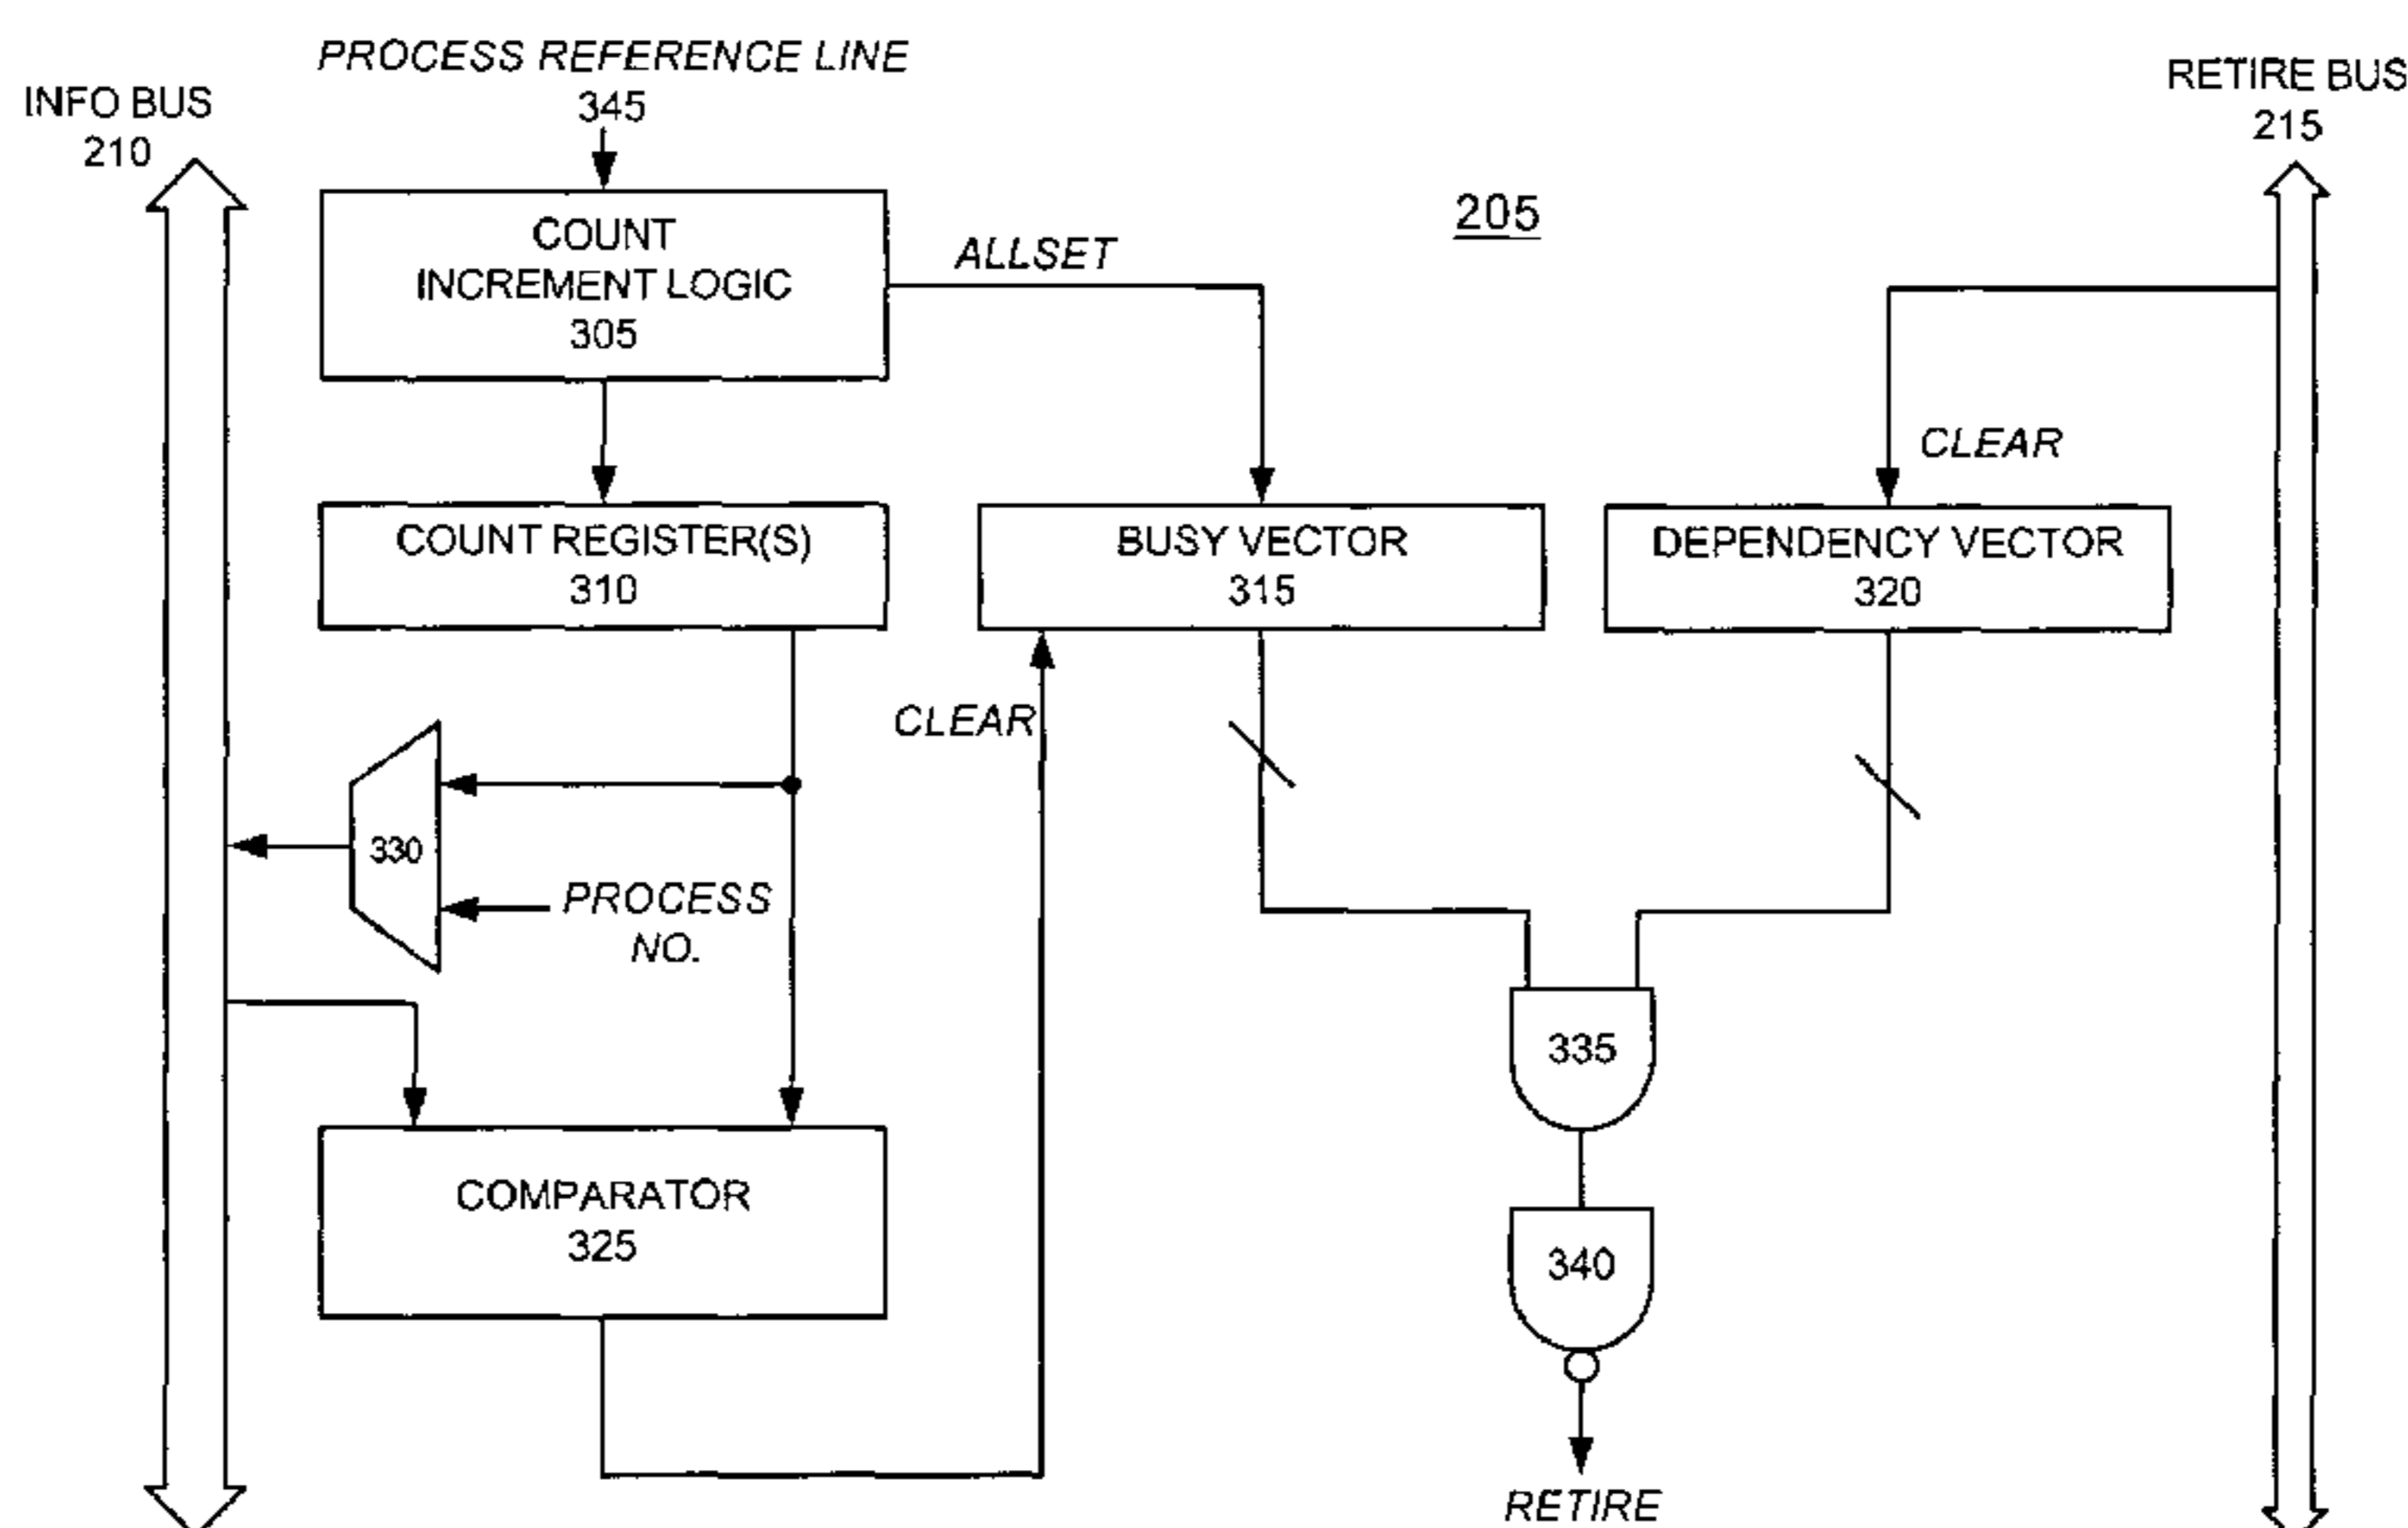 PROCESS REFERENCE LINE
345
INFO BUS
210
RETIRE BUS
215
205
COUNT
INCREMENT LOGIC
305
ALLSET
CLEAR
COUNT REGISTER(S)
310
BUSY VECTOR
315
DEPENDENCY VECTOR
320
CLEAR
330
PROCESS
NO.
335
COMPARATOR
325
340
RETIRE